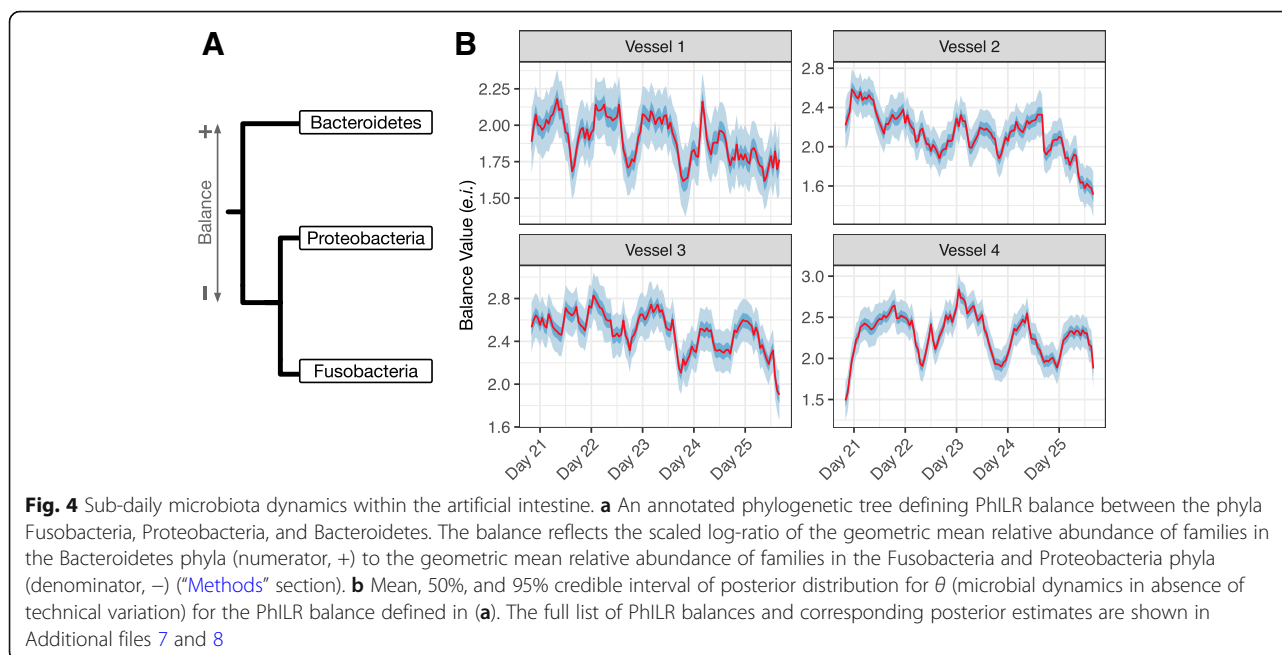 A
+
Balance
−
Bacteroidetes
Proteobacteria
Fusobacteria
B
Balance Value (e.i.)
Vessel 1
2.25
2.00
1.75
1.50
Vessel 2
2.8
2.4
2.0
1.6
Vessel 3
2.8
2.4
2.0
1.6
Vessel 4
3.0
2.5
2.0
1.5
Day 21
Day 22
Day 23
Day 24
Day 25
Day 21
Day 22
Day 23
Day 24
Day 25
Fig. 4 Sub-daily microbiota dynamics within the artificial intestine. a An annotated phylogenetic tree defining PhILR balance between the phyla
Fusobacteria, Proteobacteria, and Bacteroidetes. The balance reflects the scaled log-ratio of the geometric mean relative abundance of families in
the Bacteroidetes phyla (numerator, +) to the geometric mean relative abundance of families in the Fusobacteria and Proteobacteria phyla
(denominator, −) (“Methods” section). b Mean, 50%, and 95% credible interval of posterior distribution for θ (microbial dynamics in absence of
technical variation) for the PhILR balance defined in (a). The full list of PhILR balances and corresponding posterior estimates are shown in
Additional files 7 and 8